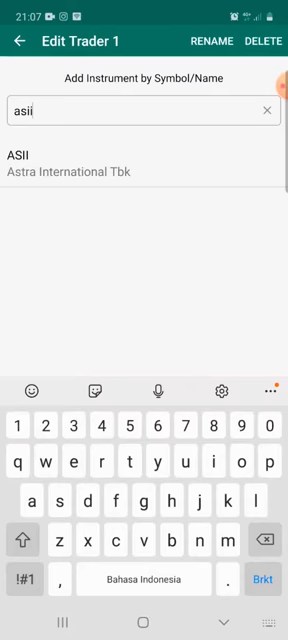 21:07
Edit Trader 1 RENAME DELETE
Add Instrument by Symbol/Name
asii
ASII
Astra International Tbk
1 2 3 4 5 6 7 8 9 0
q w e r t y u i o p
a s d f g h j k l
z x c v b n m
!#1 , Bahasa Indonesia . Brkt